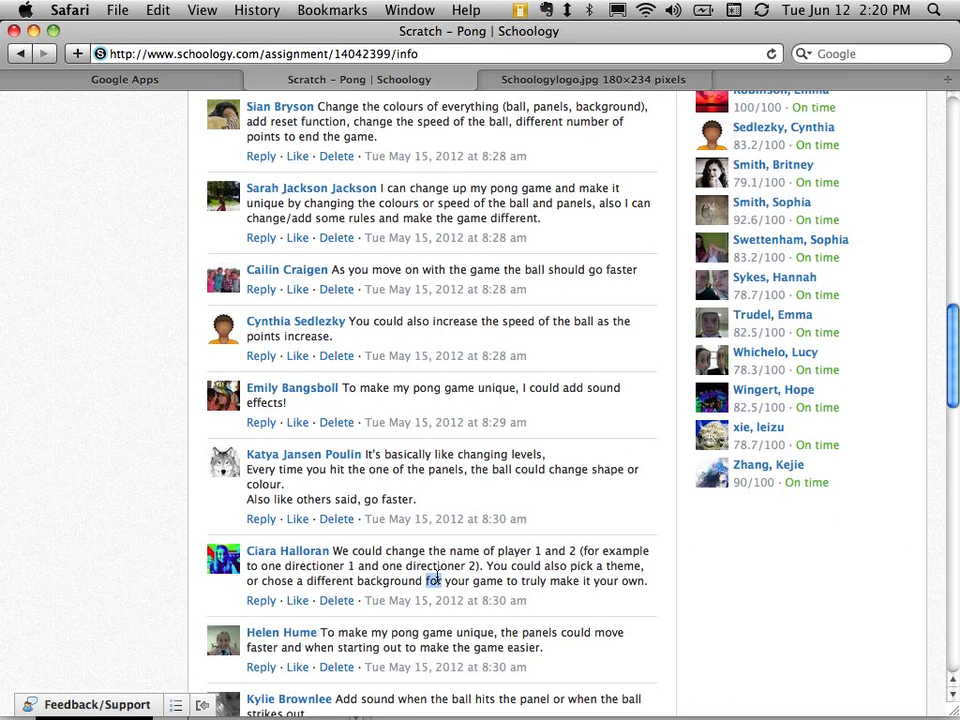 Safari File Edit View History Bookmarks Window Help Tue Jun 12 2:20 PM
Scratch – Pong | Schoology
http://www.schoology.com/assignment/14042399/info
Google
Google Apps
Scratch – Pong | Schoology
Schoologylogo.jpg 180×234 pixels
Sian Bryson Change the colours of everything (ball, panels, background),
add reset function, change the speed of the ball, different number of
points to end the game.
Reply · Like · Delete · Tue May 15, 2012 at 8:28 am
Sarah Jackson Jackson I can change up my pong game and make it
unique by changing the colours or speed of the ball and panels, also I can
change/add some rules and make the game different.
Reply · Like · Delete · Tue May 15, 2012 at 8:28 am
Cailin Craigen As you move on with the game the ball should go faster
Reply · Like · Delete · Tue May 15, 2012 at 8:28 am
Cynthia Sedlezky You could also increase the speed of the ball as the
points increase.
Reply · Like · Delete · Tue May 15, 2012 at 8:28 am
Emily Bangsboll To make my pong game unique, I could add sound
effects!
Reply · Like · Delete · Tue May 15, 2012 at 8:29 am
Katya Jansen Poulin It's basically like changing levels,
Every time you hit the one of the panels, the ball could change shape or
colour.
Also like others said, go faster.
Reply · Like · Delete · Tue May 15, 2012 at 8:30 am
Ciara Halloran We could change the name of player 1 and 2 (for example
to one directioner 1 and one directioner 2). You could also pick a theme,
or chose a different background for your game to truly make it your own.
Reply · Like · Delete · Tue May 15, 2012 at 8:30 am
Helen Hume To make my pong game unique, the panels could move
faster and when starting out to make the game easier.
Reply · Like · Delete · Tue May 15, 2012 at 8:30 am
Kylie Brownlee Add sound when the ball hits the panel or when the ball
strikes out
Robinson, Emma
100/100 · On time
Sedlezky, Cynthia
83.2/100 · On time
Smith, Britney
79.1/100 · On time
Smith, Sophia
92.6/100 · On time
Swettenham, Sophia
83.2/100 · On time
Sykes, Hannah
78.7/100 · On time
Trudel, Emma
82.5/100 · On time
Whichelo, Lucy
78.3/100 · On time
Wingert, Hope
82.5/100 · On time
xie, leizu
78.7/100 · On time
Zhang, Kejie
90/100 · On time
Feedback/Support